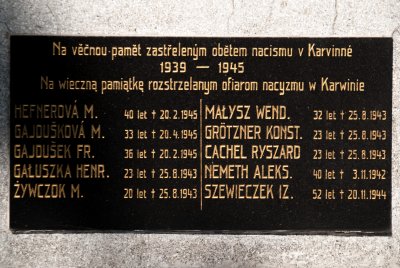 Na věčnou paměť zastřeleným obětem nacismu v Karvinné
1939 — 1945
Na wieczną pamiątkę rozstrzelanym ofiarom nacyzmu w Karwinie
HEFNEROVÁ M. 40 let † 20.2.1945
GAJDUŠKOVÁ M. 33 let † 20.4.1945
GAJDUŠEK FR. 36 let † 20.2.1945
GAŁUSZKA HENR. 23 let † 25.8.1943
ŻYWCZOK M. 20 let † 25.8.1943
MAŁYSZ WEND. 32 let † 25.8.1943
GRÖTZNER KONST. 23 let † 25.8.1943
CACHEL RYSZARD 23 let † 25.8.1943
NEMETH ALEKS. 40 let † 3.11.1942
SZEWIECZEK IZ. 52 let † 20.11.1944